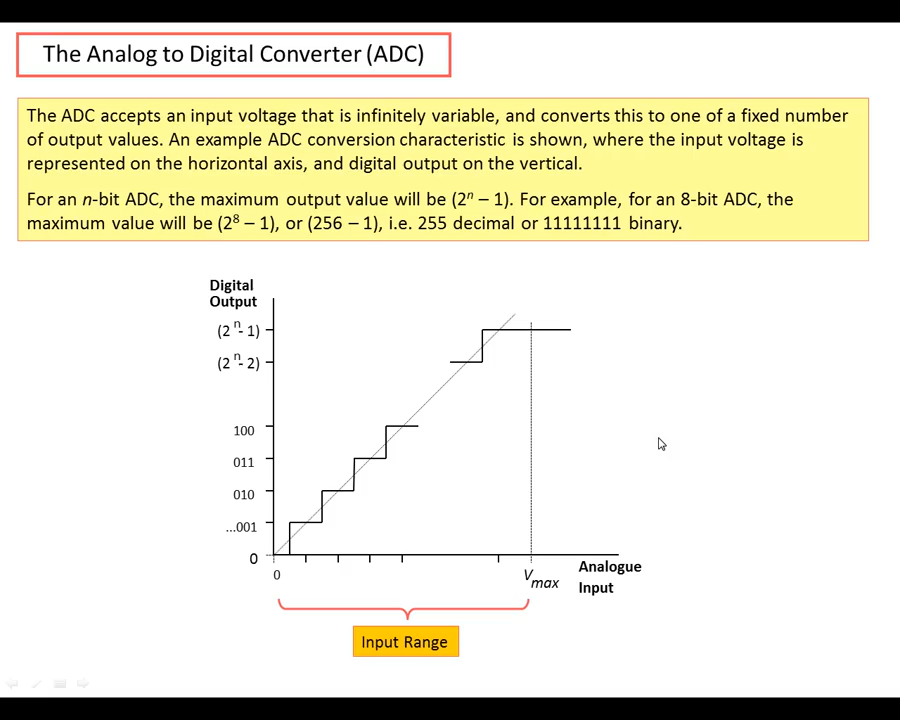 The Analog to Digital Converter (ADC)
The ADC accepts an input voltage that is infinitely variable, and converts this to one of a fixed number
of output values. An example ADC conversion characteristic is shown, where the input voltage is
represented on the horizontal axis, and digital output on the vertical.
For an n-bit ADC, the maximum output value will be (2ⁿ – 1). For example, for an 8-bit ADC, the
maximum value will be (2⁸ – 1), or (256 – 1), i.e. 255 decimal or 11111111 binary.
Digital
Output
(2ⁿ- 1)
(2ⁿ- 2)
100
011
010
...001
0
0
Vmax
Analogue
Input
Input Range